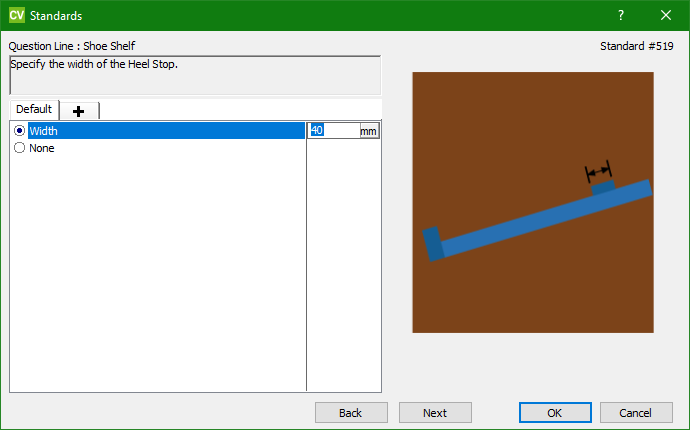 CV Standards ?
Question Line : Shoe Shelf Standard #519
Specify the width of the Heel Stop.
Default
Width 40 mm
None
Back Next OK Cancel